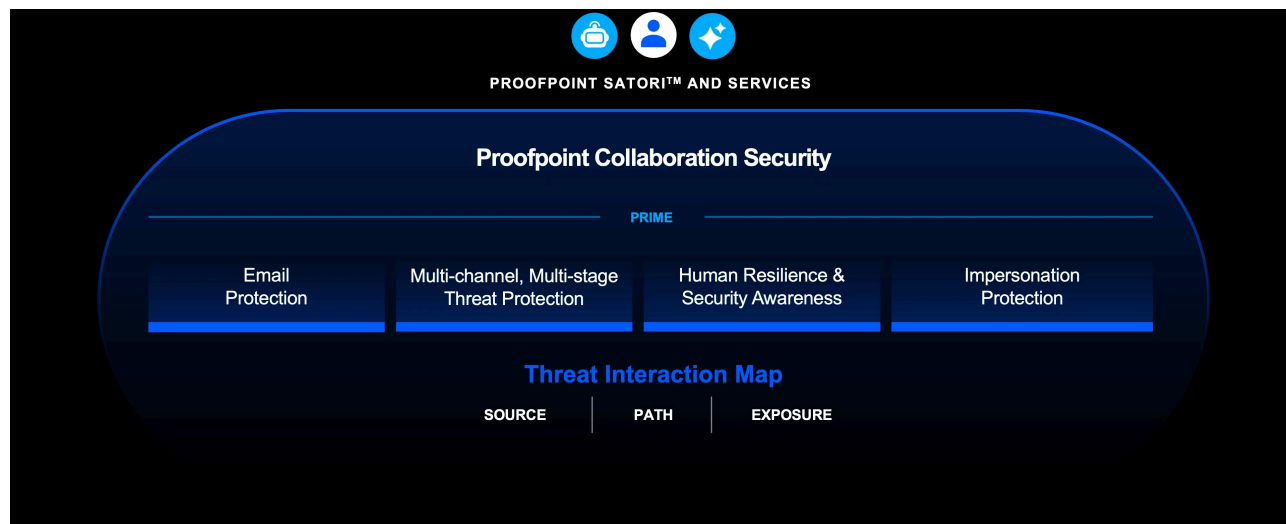 PROOFPOINT SATORI™ AND SERVICES
Proofpoint Collaboration Security
PRIME
Email
Protection
Multi-channel, Multi-stage
Threat Protection
Human Resilience &
Security Awareness
Impersonation
Protection
Threat Interaction Map
SOURCE
PATH
EXPOSURE